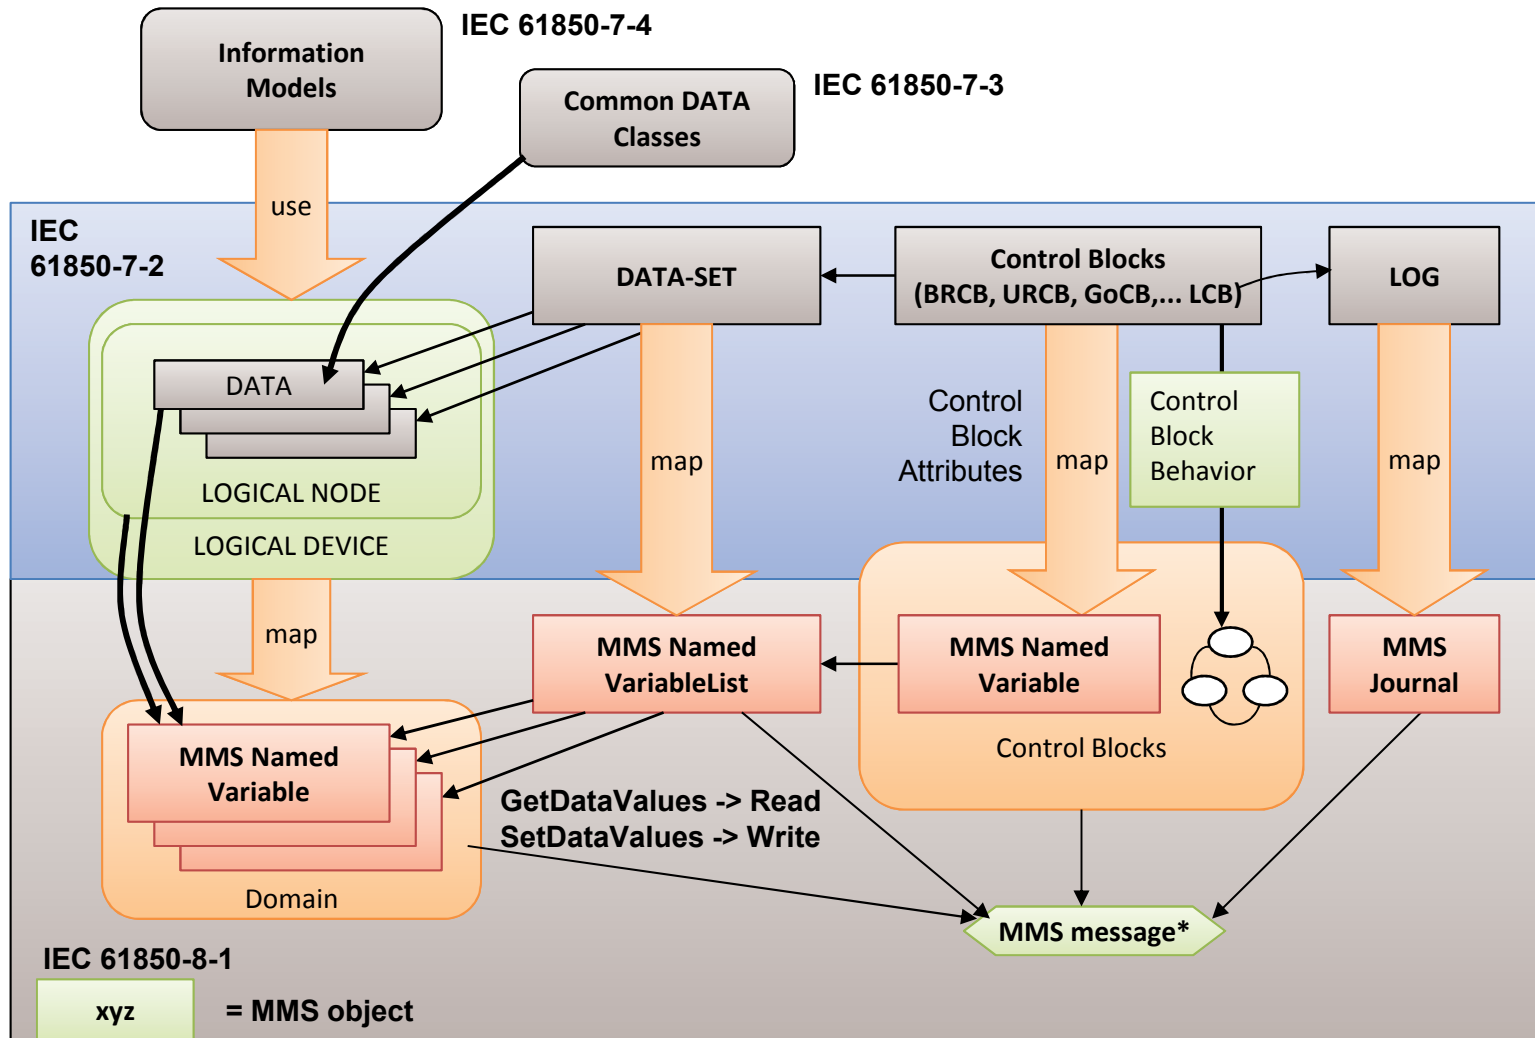 IEC 61850-7-4
Information
Models
IEC 61850-7-3
Common DATA
Classes
use
IEC
61850-7-2
DATA-SET
Control Blocks
(BRCB, URCB, GoCB,... LCB)
LOG
DATA
LOGICAL NODE
LOGICAL DEVICE
map
Control
Block
Attributes
map
Control
Block
Behavior
map
map
MMS Named
VariableList
MMS Named
Variable
MMS
Journal
Control Blocks
MMS Named
Variable
Domain
GetDataValues -> Read
SetDataValues -> Write
MMS message*
IEC 61850-8-1
xyz
= MMS object